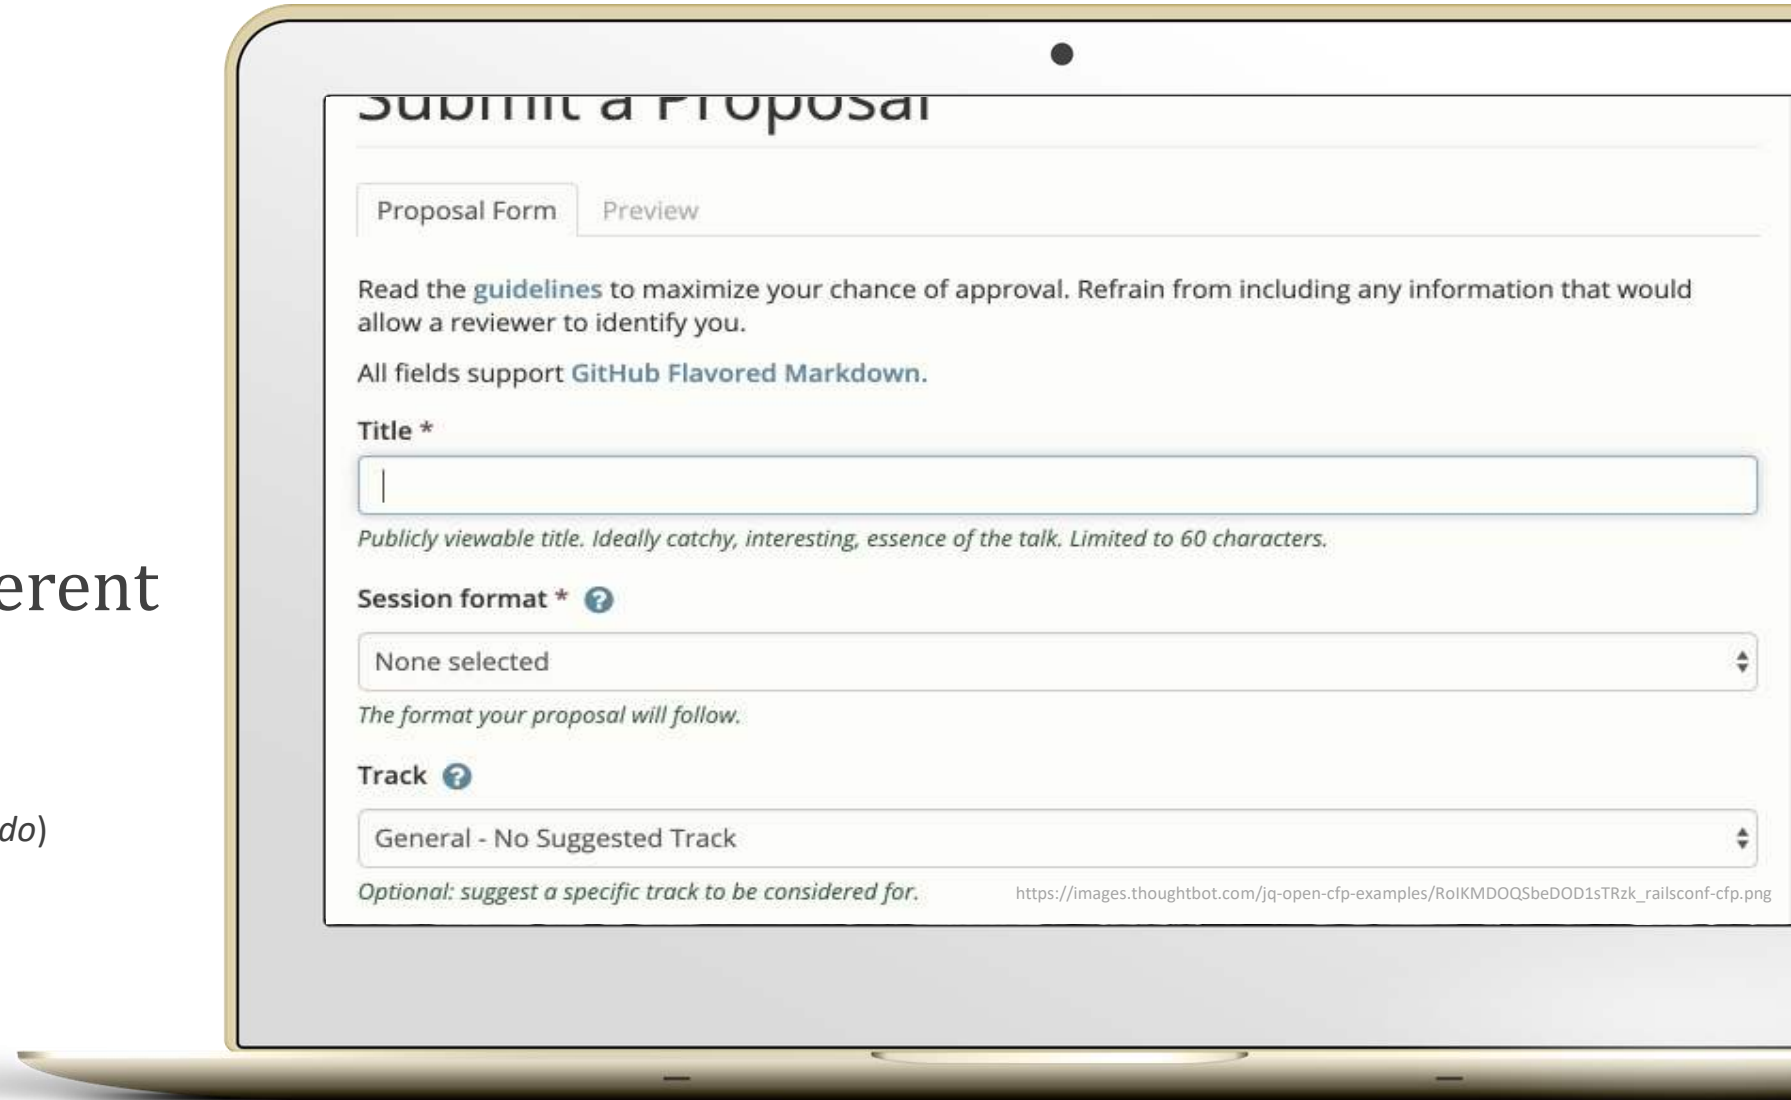 Submit a Proposal
Proposal Form Preview
Read the guidelines to maximize your chance of approval. Refrain from including any information that would
allow a reviewer to identify you.
All fields support GitHub Flavored Markdown.
Title *
Publicly viewable title. Ideally catchy, interesting, essence of the talk. Limited to 60 characters.
erent
Session format *
None selected
The format your proposal will follow.
Track
do)
General - No Suggested Track
Optional: suggest a specific track to be considered for.
https://images.thoughtbot.com/jq-open-cfp-examples/RoIKMDOQSbeDOD1sTRzk_railsconf-cfp.png